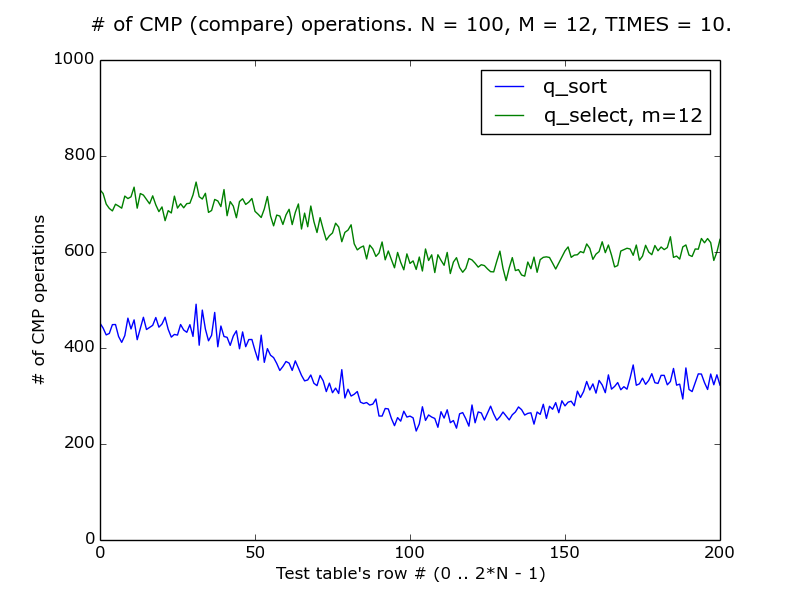 # of CMP (compare) operations. N = 100, M = 12, TIMES = 10.
1000
800
600
400
200
0
# of CMP operations
q_sort
q_select, m=12
0 50 100 150 200
Test table's row # (0 .. 2*N - 1)